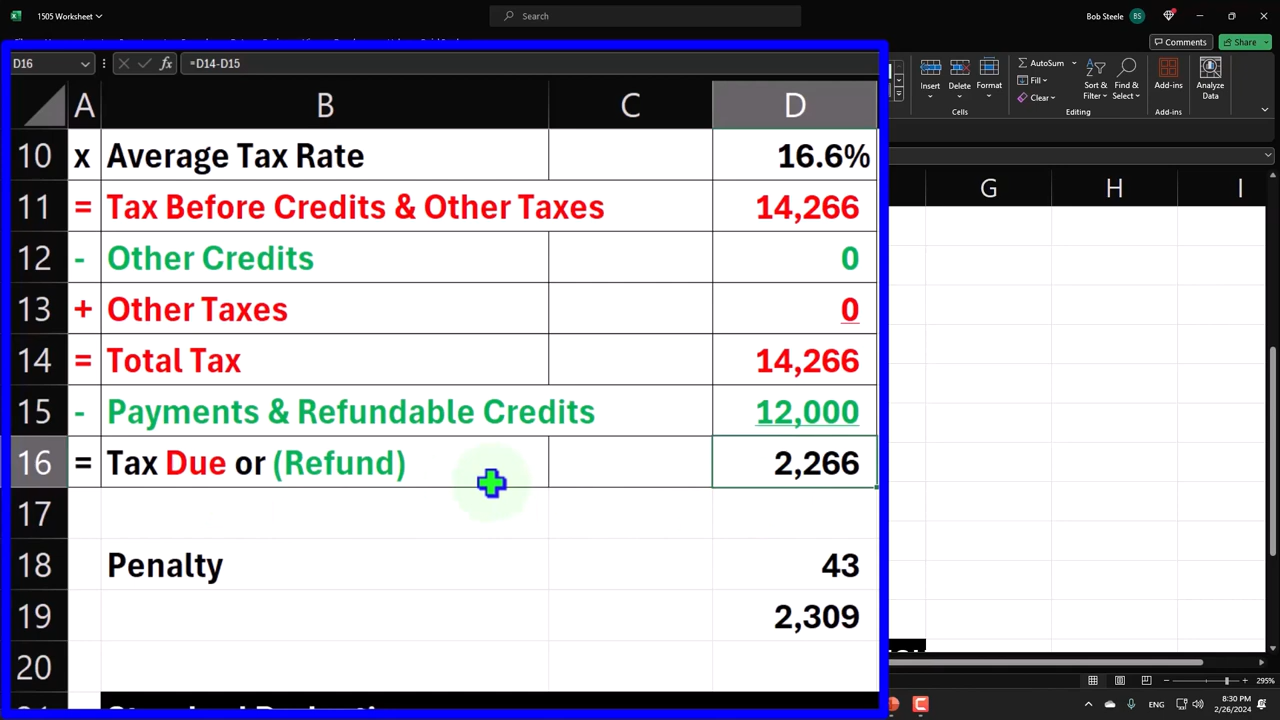 1505 Worksheet
Search
Bob Steele BS
Comments
Share
D16
fx
=D14-D15
A B C D
10 x Average Tax Rate 16.6%
11 = Tax Before Credits & Other Taxes 14,266
12 - Other Credits 0
13 + Other Taxes 0
14 = Total Tax 14,266
15 - Payments & Refundable Credits 12,000
16 = Tax Due or (Refund) 2,266
17
18 Penalty 43
19 2,309
20
Insert
Delete
Format
Cells
AutoSum
Fill
Clear
Sort &
Filter
Find &
Select
Editing
Add-ins
Add-ins
Analyze
Data
G H I
295%
ENG
8:30 PM
2/26/2024